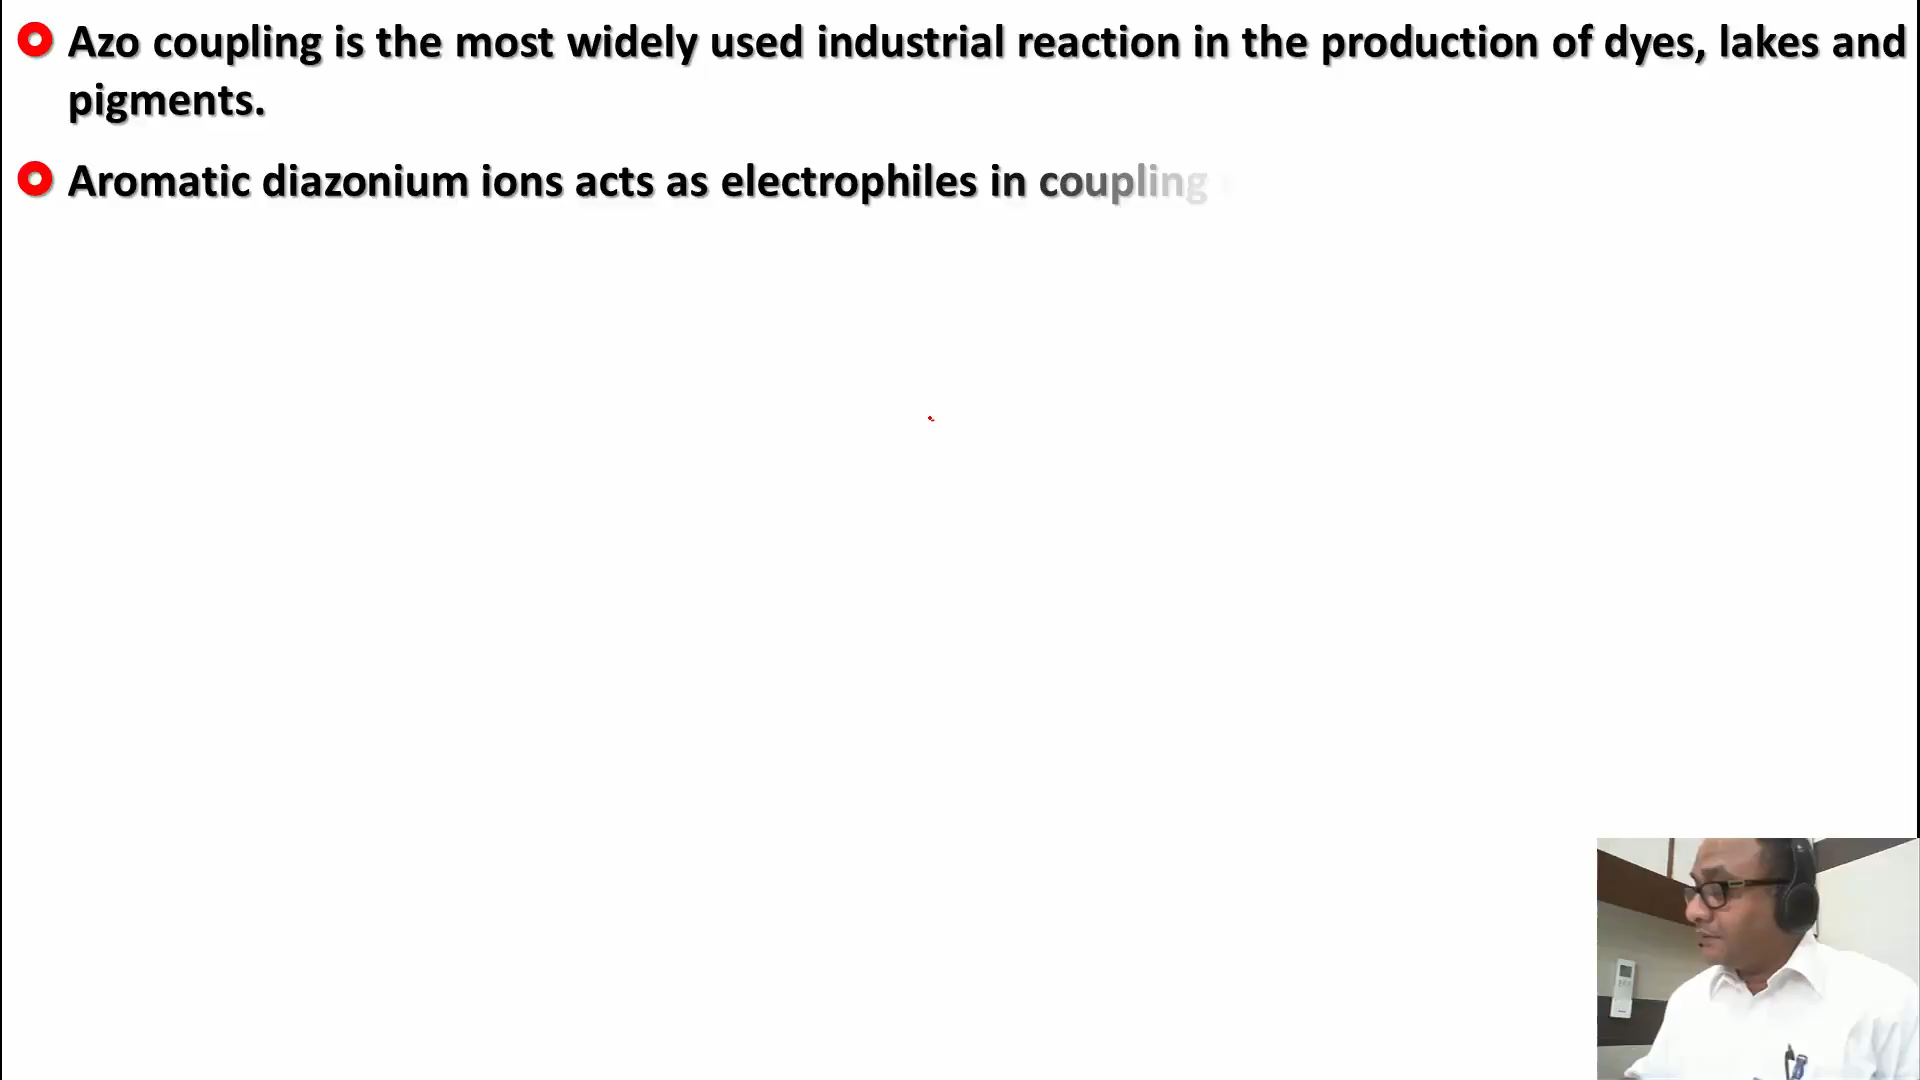 Azo coupling is the most widely used industrial reaction in the production of dyes, lakes and
pigments.
Aromatic diazonium ions acts as electrophiles in coupling